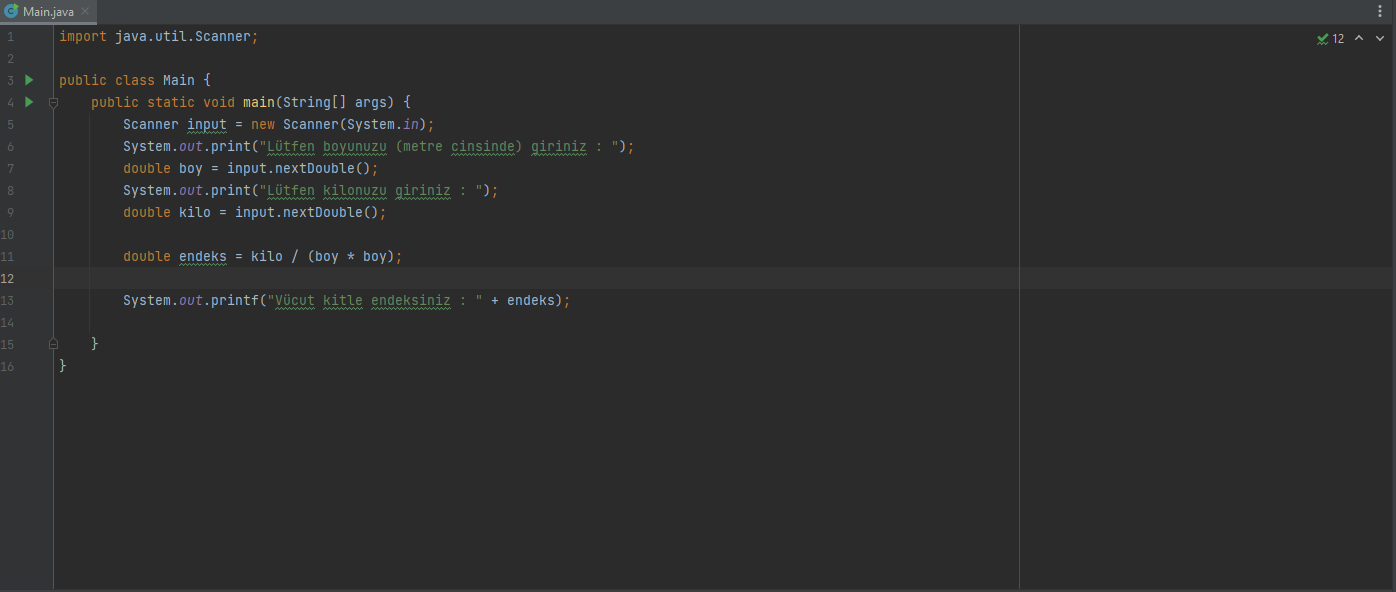 Main.java
12
1 import java.util.Scanner;
2
3 public class Main {
4 public static void main(String[] args) {
5 Scanner input = new Scanner(System.in);
6 System.out.print("Lütfen boyunuzu (metre cinsinde) giriniz : ");
7 double boy = input.nextDouble();
8 System.out.print("Lütfen kilonuzu giriniz : ");
9 double kilo = input.nextDouble();
10
11 double endeks = kilo / (boy * boy);
12
13 System.out.printf("Vücut kitle endeksiniz : " + endeks);
14
15 }
16 }